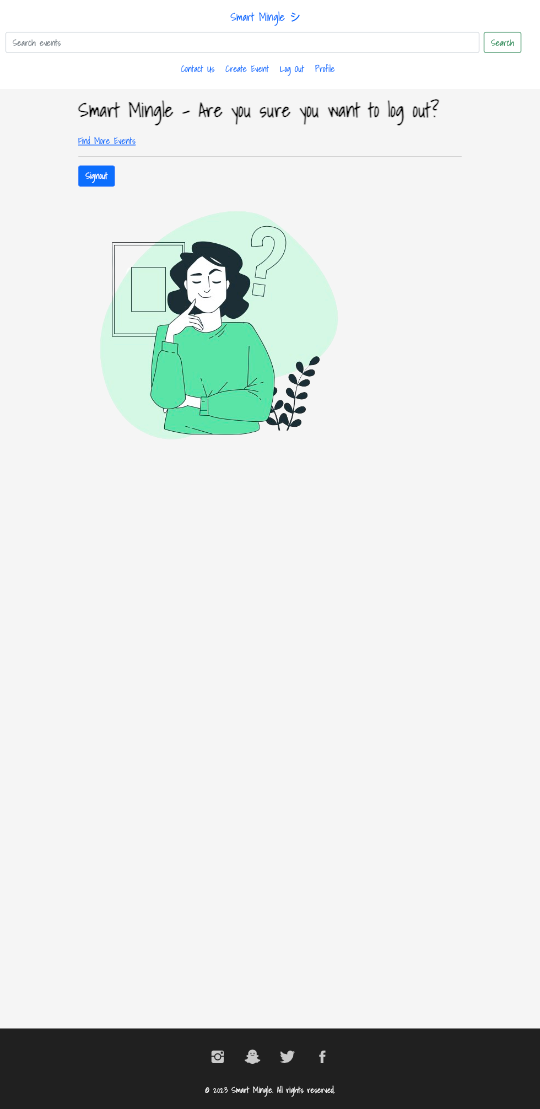 Smart Mingle シ
Search events
Search
Contact Us Create Event Log Out Profile
Smart Mingle - Are you sure you want to log out?
Find More Events
Signout
?
© 2023 Smart Mingle. All rights reserved.